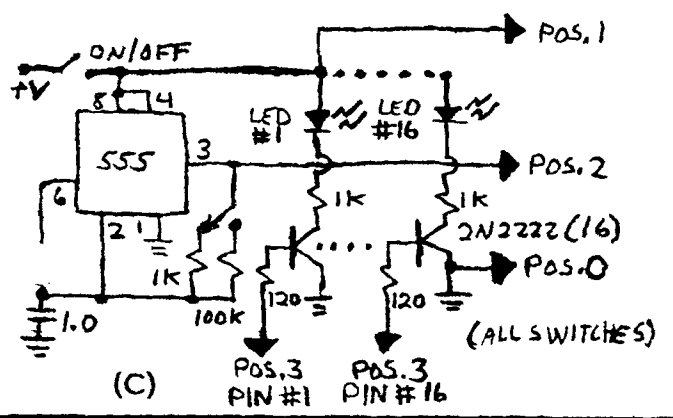 POS.1
ON/OFF
+V
8 4
LED
#1
LED
#16
555
3
POS.2
6
1K
1K
2 1
2N2222(16)
POS.0
1K
100K
120
120
1.0
(ALL SWITCHES)
(C)
POS.3
PIN #1
POS.3
PIN #16